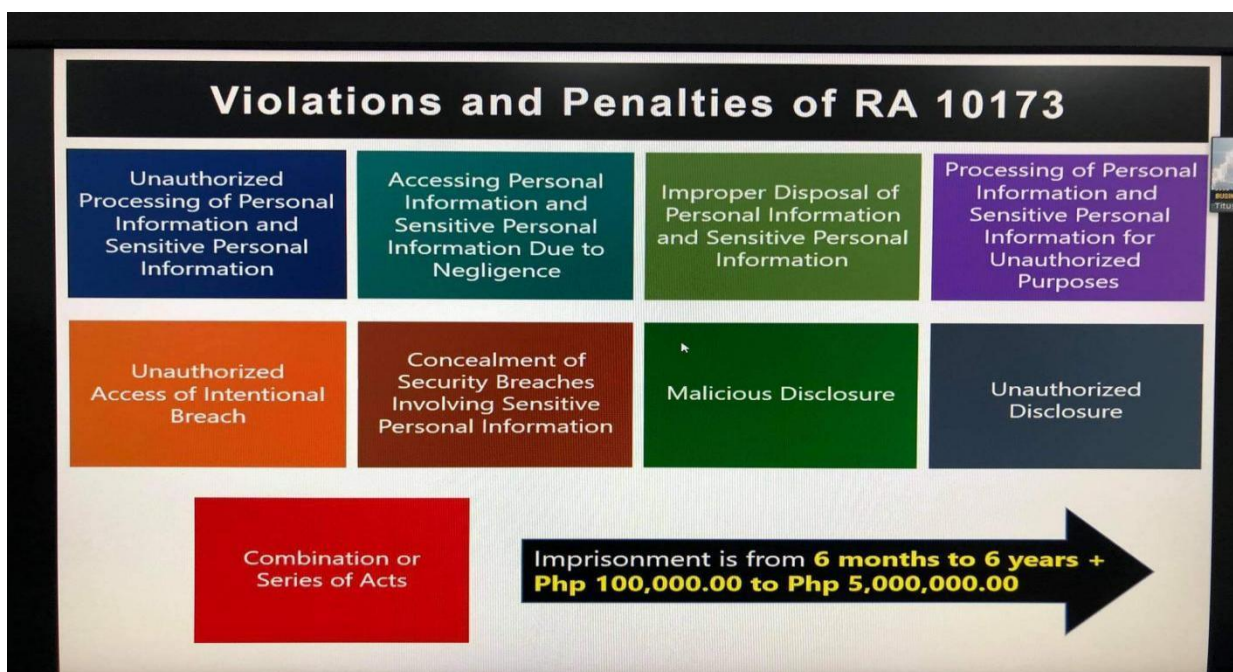 Violations and Penalties of RA 10173
Unauthorized
Processing of Personal
Information and
Sensitive Personal
Information
Accessing Personal
Information and
Sensitive Personal
Information Due to
Negligence
Improper Disposal of
Personal Information
and Sensitive Personal
Information
Processing of Personal
Information and
Sensitive Personal
Information for
Unauthorized
Purposes
Unauthorized
Access of Intentional
Breach
Concealment of
Security Breaches
Involving Sensitive
Personal Information
Malicious Disclosure
Unauthorized
Disclosure
Combination or
Series of Acts
Imprisonment is from 6 months to 6 years +
Php 100,000.00 to Php 5,000,000.00